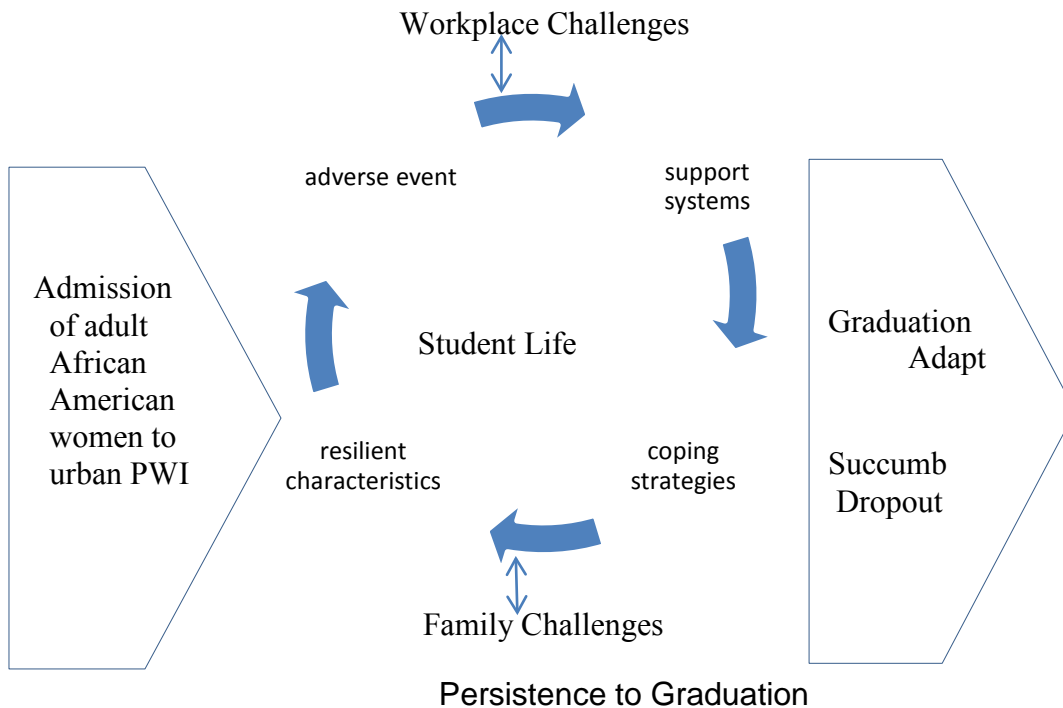 Workplace Challenges
adverse event
support
systems
Admission
of adult
African
American
women to
urban PWI
Student Life
Graduation
Adapt
resilient
characteristics
coping
strategies
Succumb
Dropout
Family Challenges
Persistence to Graduation